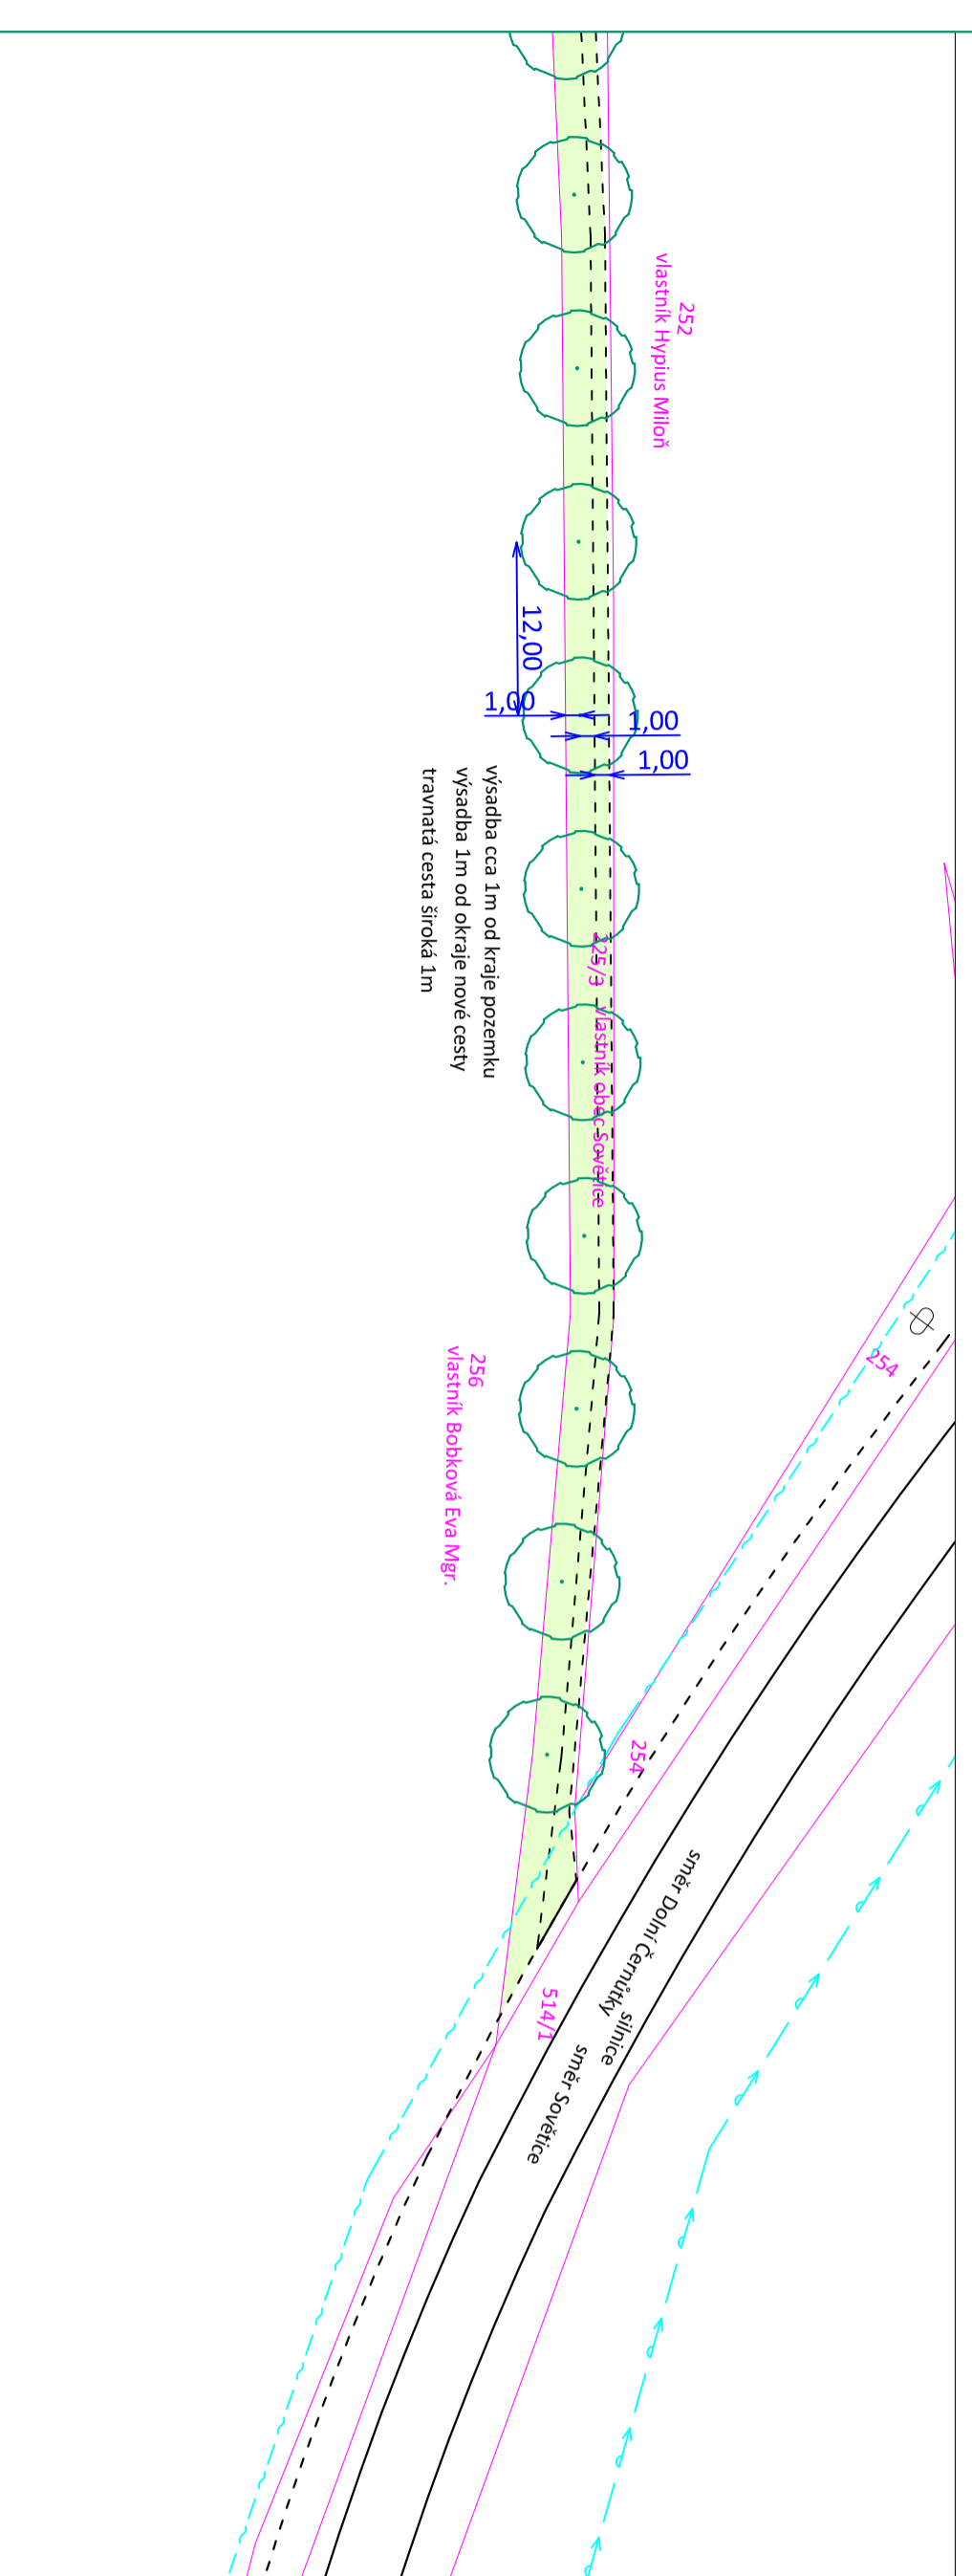 252
vlastník Hypius Miloň
12,00
1,00
1,00
1,00
výsadba cca 1m od kraje pozemku
výsadba 1m od okraje nové cesty
travnatá cesta široká 1m
vlastník obec Sovětice
254
256
vlastník Bobková Eva Mgr.
254
směr Dolní Černůtky
silnice
směr Sovětice
514/1